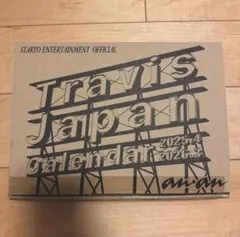 STARTO ENTERTAINMENT OFFICIAL
Travis
Japan
calendar
2025.4
2026.3
an·an